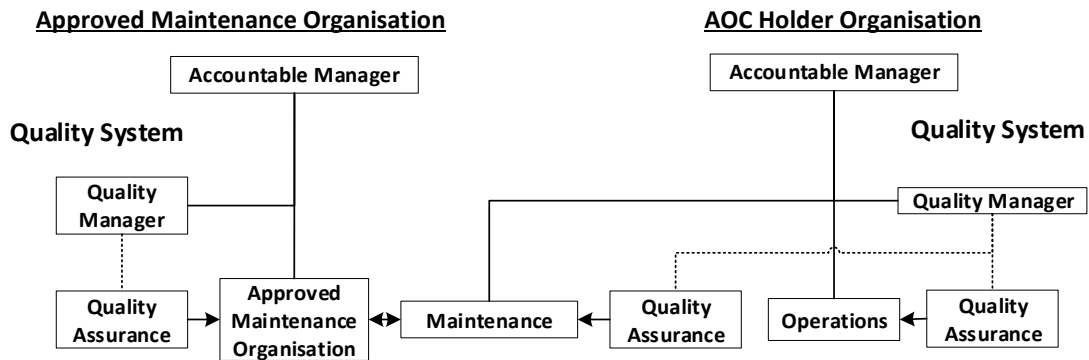 Approved Maintenance Organisation
AOC Holder Organisation
Accountable Manager
Accountable Manager
Quality System
Quality System
Quality
Manager
Quality Manager
Quality
Assurance
Approved
Maintenance
Organisation
Maintenance
Quality
Assurance
Operations
Quality
Assurance